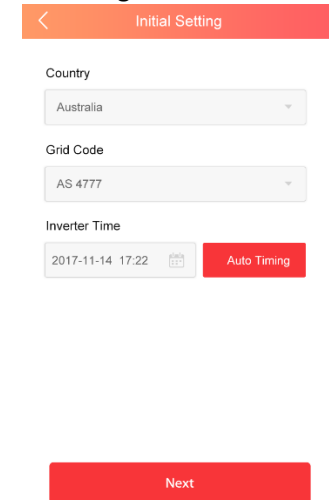 Initial Setting
Country
Australia
Grid Code
AS 4777
Inverter Time
2017-11-14 17:22
Auto Timing
Next